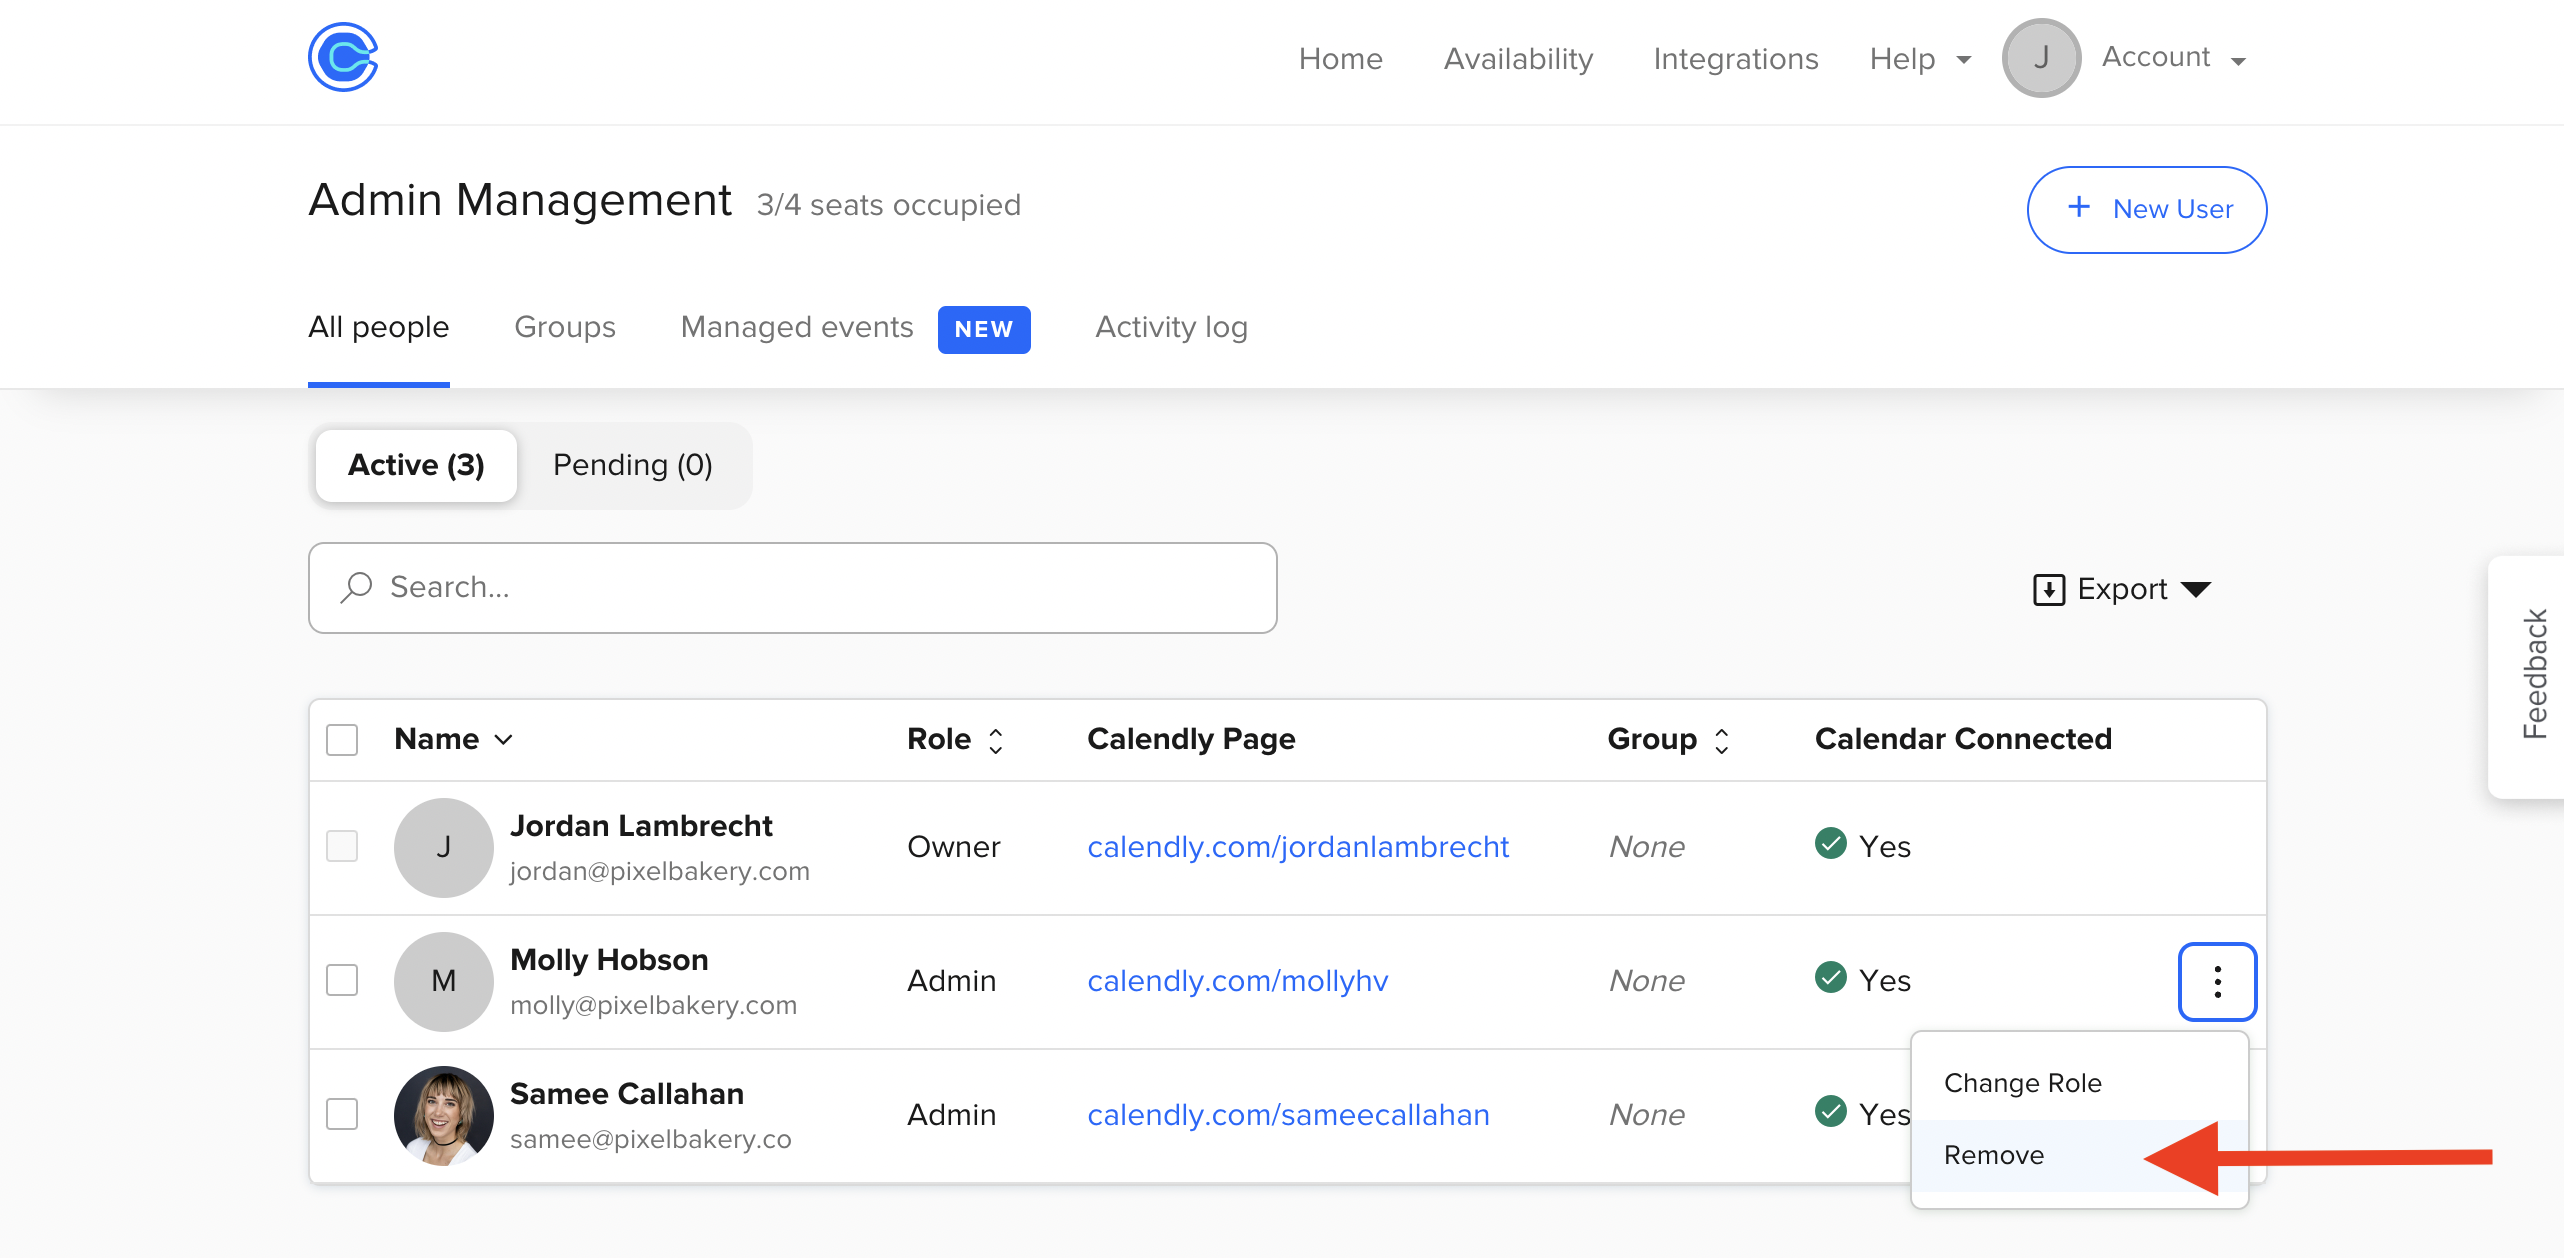 Home Availability Integrations Help J Account
Admin Management 3/4 seats occupied
+ New User
All people Groups Managed events NEW Activity log
Active (3) Pending (0)
Search...
Export
Feedback
Name Role Calendly Page Group Calendar Connected
J Jordan Lambrecht
jordan@pixelbakery.com
Owner calendly.com/jordanlambrecht None Yes
M Molly Hobson
molly@pixelbakery.com
Admin calendly.com/mollyhv None Yes
Samee Callahan
samee@pixelbakery.co
Admin calendly.com/sameecallahan None Yes
Change Role
Remove